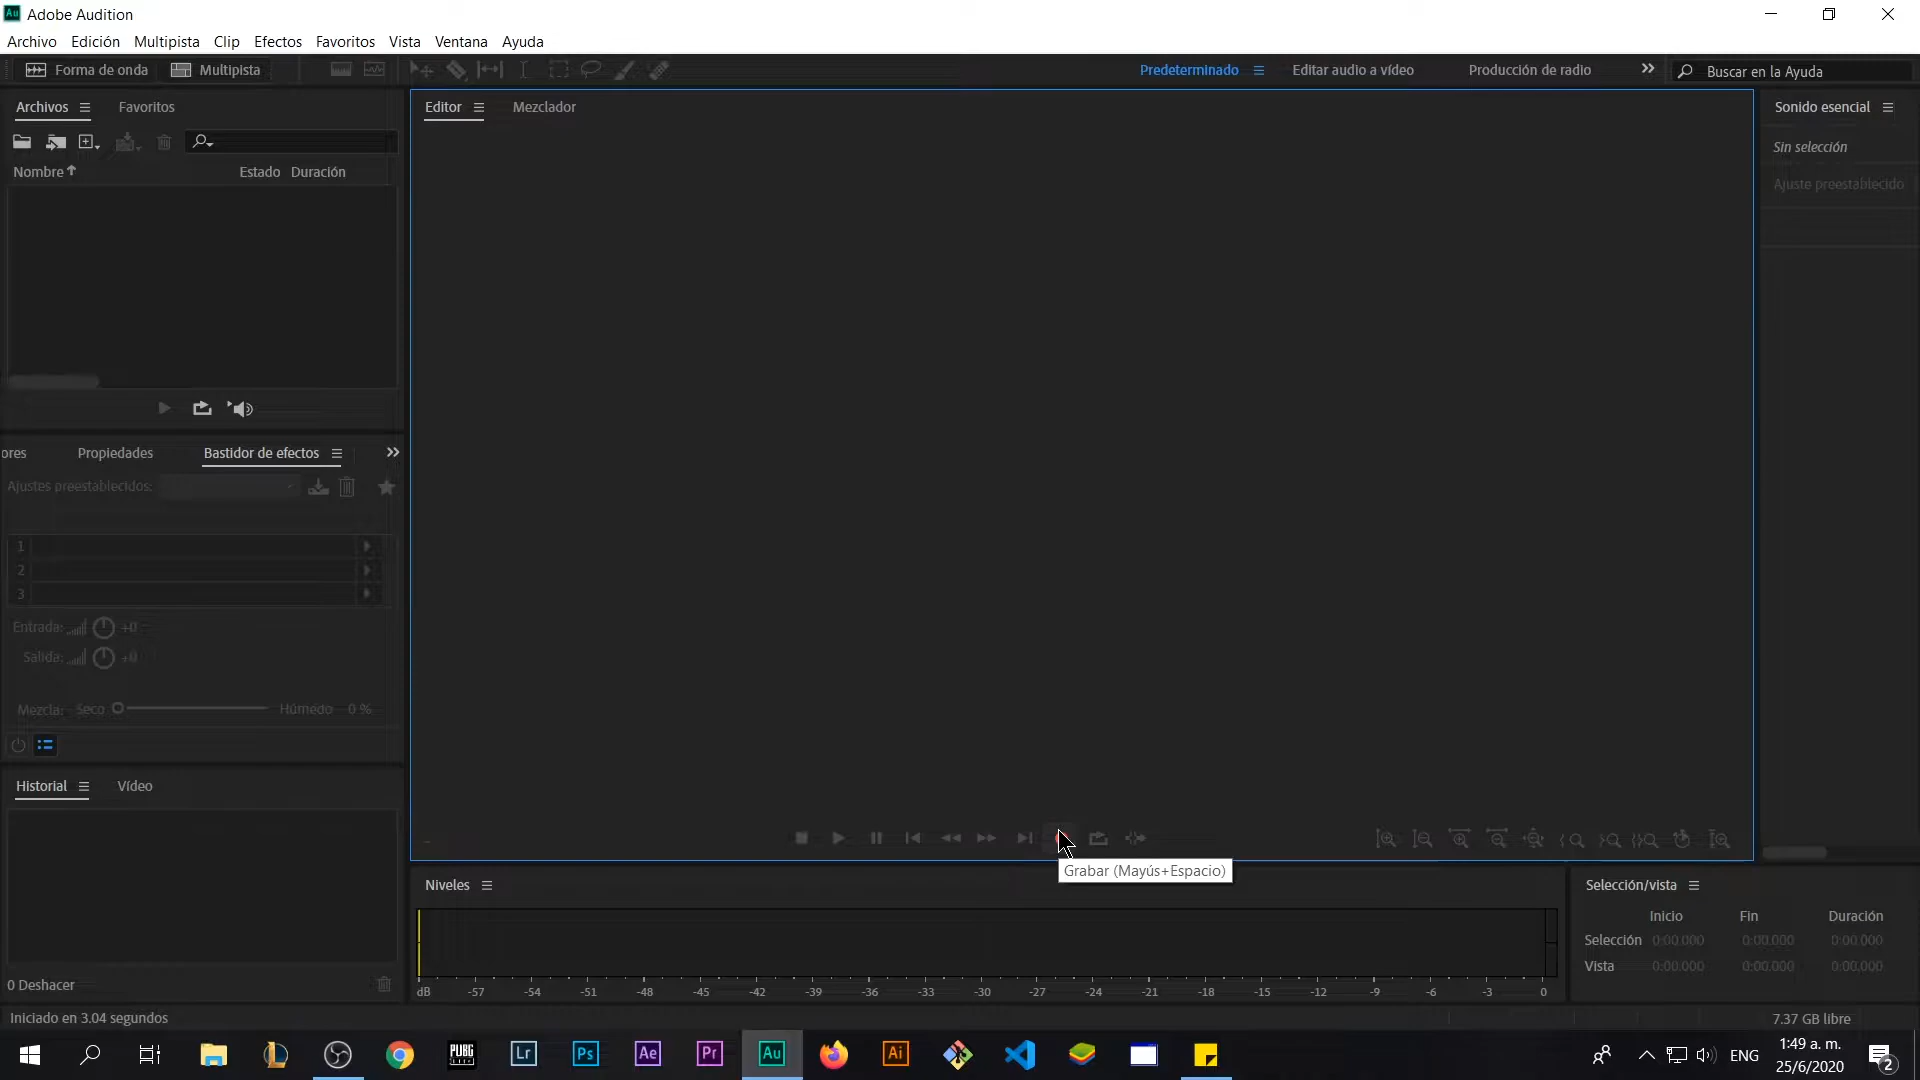 Adobe Audition
Archivo Edición Multipista Clip Efectos Favoritos Vista Ventana Ayuda
Forma de onda Multipista Predeterminado Editar audio a vídeo Producción de radio Buscar en la Ayuda
Archivos Favoritos
Nombre Estado Duración
Editor Mezclador
Sonido esencial
Sin selección
Ajuste preestablecido
ores Propiedades Bastidor de efectos
Ajustes preestablecidos:
1
2
3
Entrada: +0
Salida: +0
Mezcla: Seco Húmedo 0 %
Historial Vídeo
0 Deshacer
Grabar (Mayús+Espacio)
Niveles
dB -57 -54 -51 -48 -45 -42 -39 -36 -33 -30 -27 -24 -21 -18 -15 -12 -9 -6 -3 0
Selección/vista
Inicio Fin Duración
Selección 0:00.000 0:00.000 0:00.000
Vista 0:00.000 0:00.000 0:00.000
Iniciado en 3.04 segundos
7.37 GB libre
PUBG Lr Ps Ae Pr Au Ai ENG
1:49 a. m.
25/6/2020
2